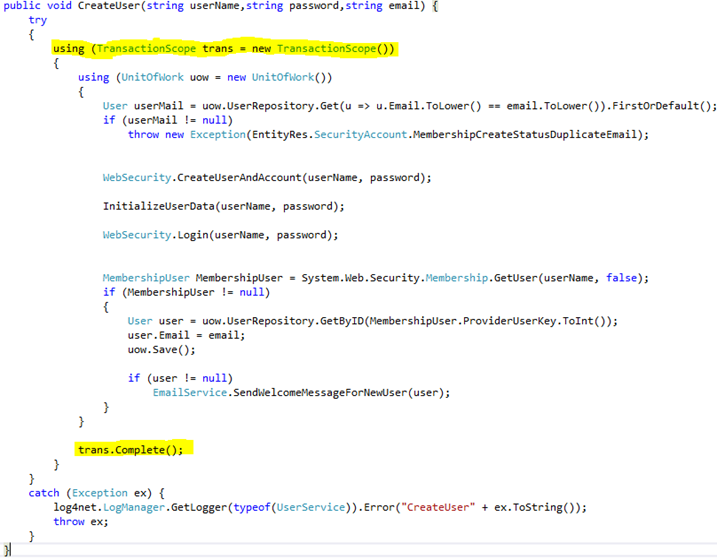 public void CreateUser(string userName,string password,string email) {
    try
    {
        using (TransactionScope trans = new TransactionScope())
        {
            using (UnitOfWork uow = new UnitOfWork())
            {
                User userMail = uow.UserRepository.Get(u => u.Email.ToLower() == email.ToLower()).FirstOrDefault();
                if (userMail != null)
                    throw new Exception(EntityRes.SecurityAccount.MembershipCreateStatusDuplicateEmail);

                WebSecurity.CreateUserAndAccount(userName, password);

                InitializeUserData(userName, password);

                WebSecurity.Login(userName, password);

                MembershipUser MembershipUser = System.Web.Security.Membership.GetUser(userName, false);
                if (MembershipUser != null)
                {
                    User user = uow.UserRepository.GetByID(MembershipUser.ProviderUserKey.ToInt());
                    user.Email = email;
                    uow.Save();

                    if (user != null)
                        EmailService.SendWelcomeMessageForNewUser(user);
                }
            }

            trans.Complete();
        }
    }
    catch (Exception ex) {
        log4net.LogManager.GetLogger(typeof(UserService)).Error("CreateUser" + ex.ToString());
        throw ex;
    }
}